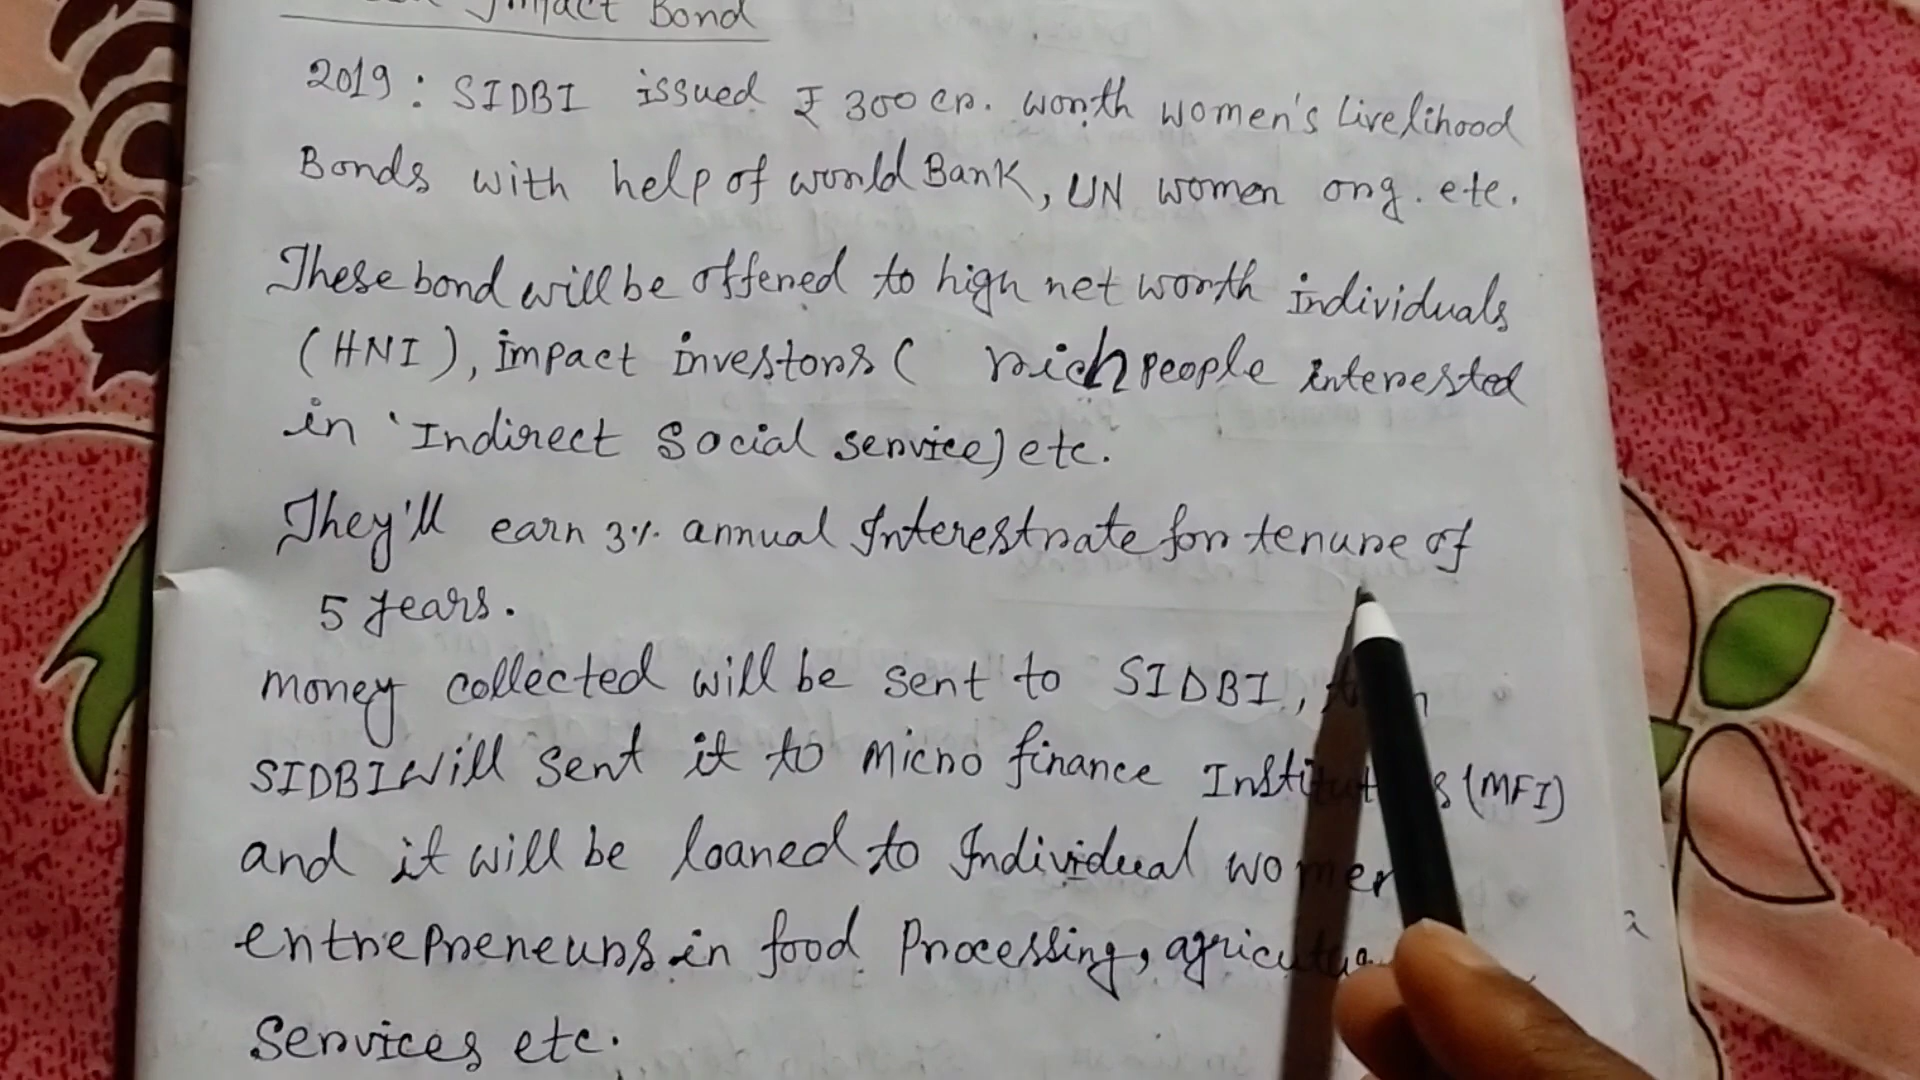 Impact Bond
2019 : SIDBI issued ₹ 300 cr. worth women's Livelihood
Bonds with help of world Bank, UN women org. etc.
These bond will be offered to high net worth individuals
(HNI), impact investors ( rich people interested
in 'Indirect Social service) etc.
They'll earn 3% annual Interest rate for tenure of
5 years.
money collected will be sent to SIDBI,
SIDBI will sent it to micro finance (MFI)
and it will be loaned to Individual women
entrepreneurs in food Processing,
Services etc.